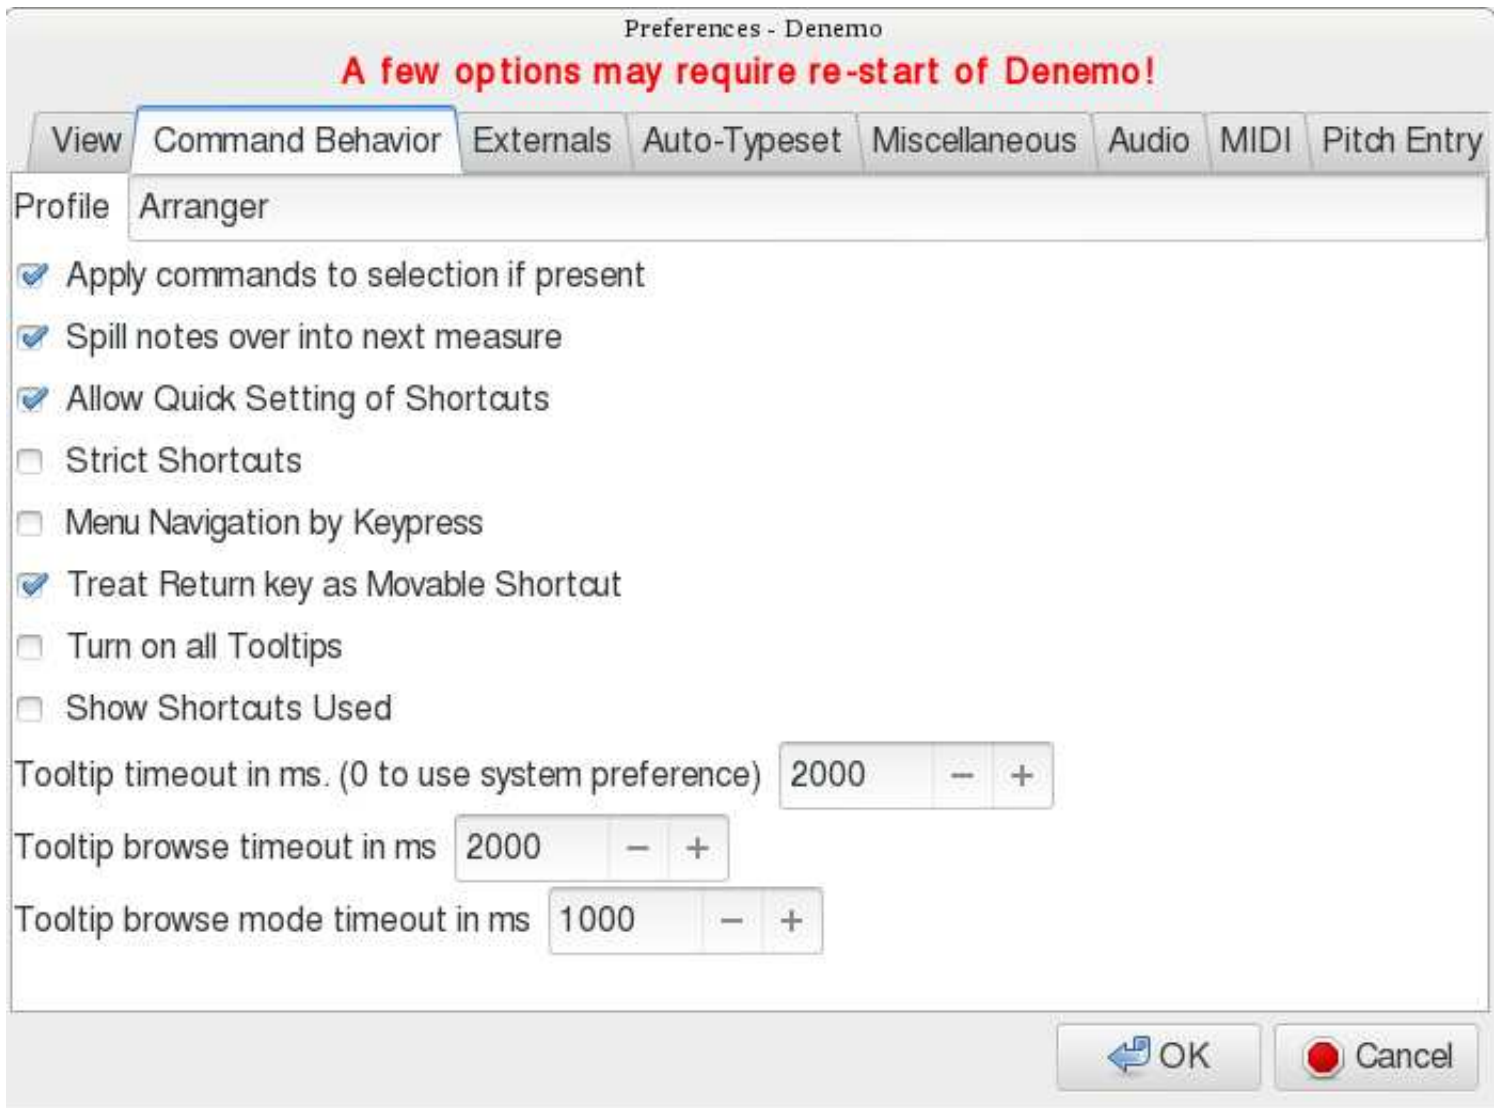 Preferences - Denemo
A few options may require re-start of Denemo!
View Command Behavior Externals Auto-Typeset Miscellaneous Audio MIDI Pitch Entry
Profile Arranger
Apply commands to selection if present
Spill notes over into next measure
Allow Quick Setting of Shortcuts
Strict Shortcuts
Menu Navigation by Keypress
Treat Return key as Movable Shortcut
Turn on all Tooltips
Show Shortcuts Used
Tooltip timeout in ms. (0 to use system preference) 2000 − +
Tooltip browse timeout in ms 2000 − +
Tooltip browse mode timeout in ms 1000 − +
OK Cancel